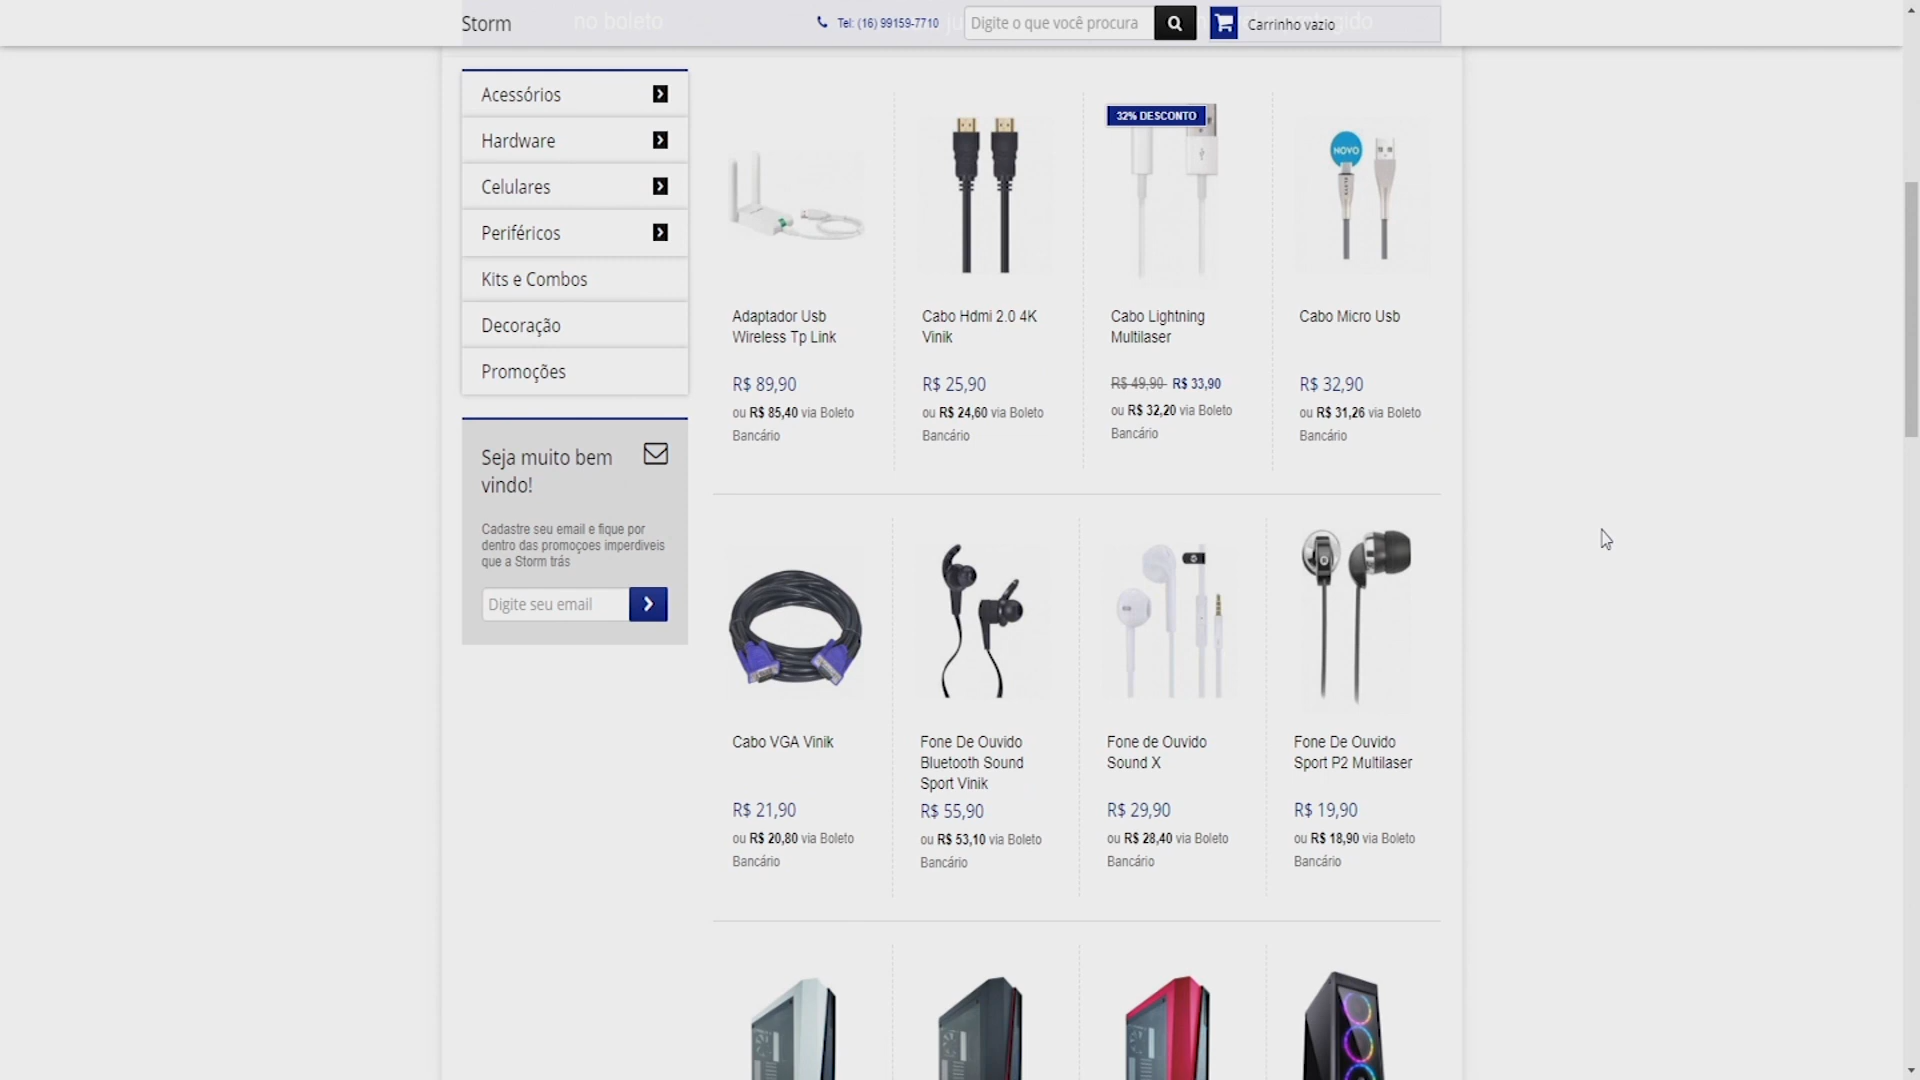 Storm
no boleto
Tel: (16) 99159-7710
Digite o que você procura
Carrinho vazio
Acessórios
Hardware
Celulares
Periféricos
Kits e Combos
Decoração
Promoções
Seja muito bem
vindo!
Cadastre seu email e fique por
dentro das promoçoes imperdiveis
que a Storm trás
Digite seu email
32% DESCONTO
NOVO
Adaptador Usb
Wireless Tp Link
R$ 89,90
ou R$ 85,40 via Boleto
Bancário
Cabo Hdmi 2.0 4K
Vinik
R$ 25,90
ou R$ 24,60 via Boleto
Bancário
Cabo Lightning
Multilaser
R$ 49,90 R$ 33,90
ou R$ 32,20 via Boleto
Bancário
Cabo Micro Usb
R$ 32,90
ou R$ 31,26 via Boleto
Bancário
Cabo VGA Vinik
R$ 21,90
ou R$ 20,80 via Boleto
Bancário
Fone De Ouvido
Bluetooth Sound
Sport Vinik
R$ 55,90
ou R$ 53,10 via Boleto
Bancário
Fone de Ouvido
Sound X
R$ 29,90
ou R$ 28,40 via Boleto
Bancário
Fone De Ouvido
Sport P2 Multilaser
R$ 19,90
ou R$ 18,90 via Boleto
Bancário